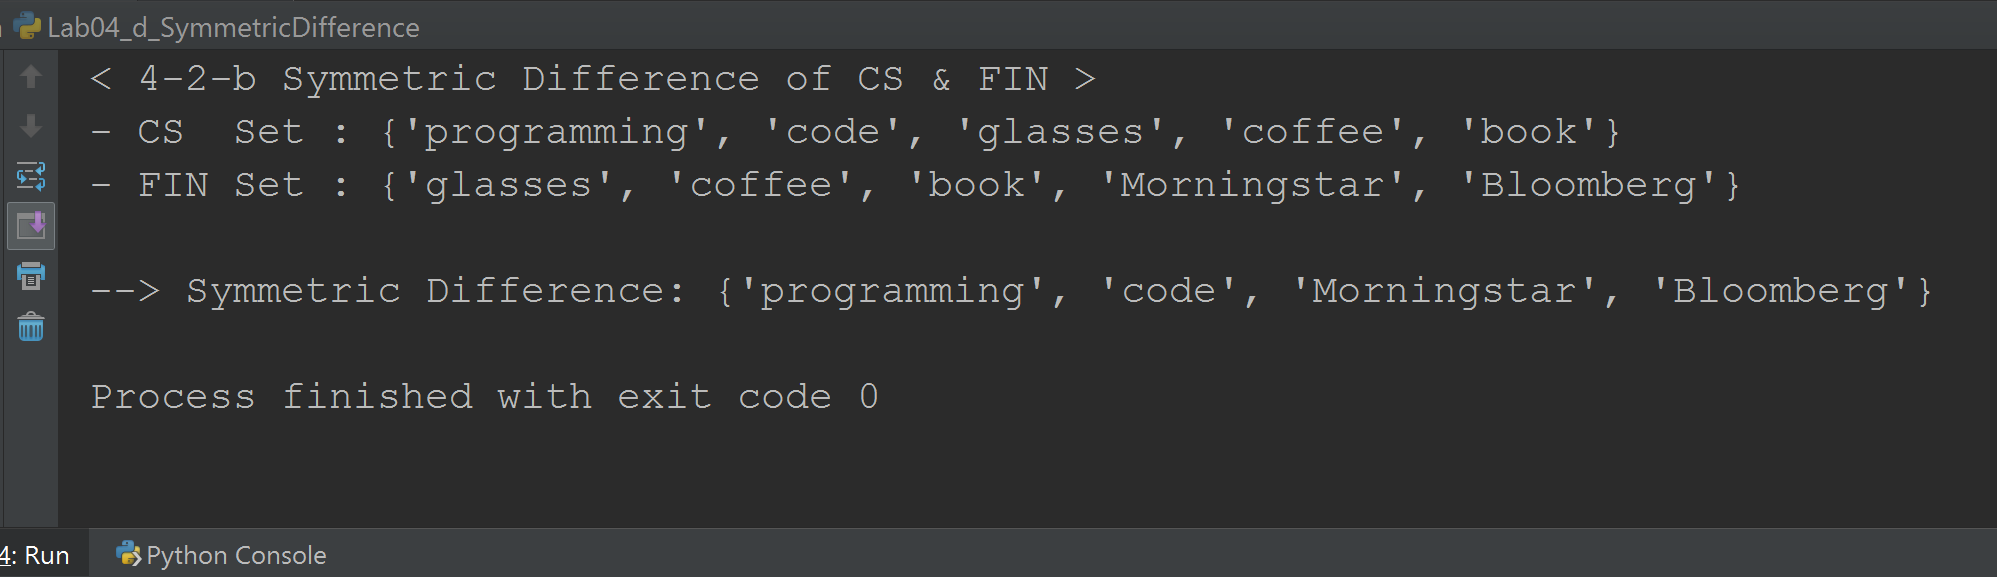 Lab04_d_SymmetricDifference
< 4-2-b Symmetric Difference of CS & FIN >
- CS  Set : {'programming', 'code', 'glasses', 'coffee', 'book'}
- FIN Set : {'glasses', 'coffee', 'book', 'Morningstar', 'Bloomberg'}
--> Symmetric Difference: {'programming', 'code', 'Morningstar', 'Bloomberg'}
Process finished with exit code 0
4: Run
Python Console